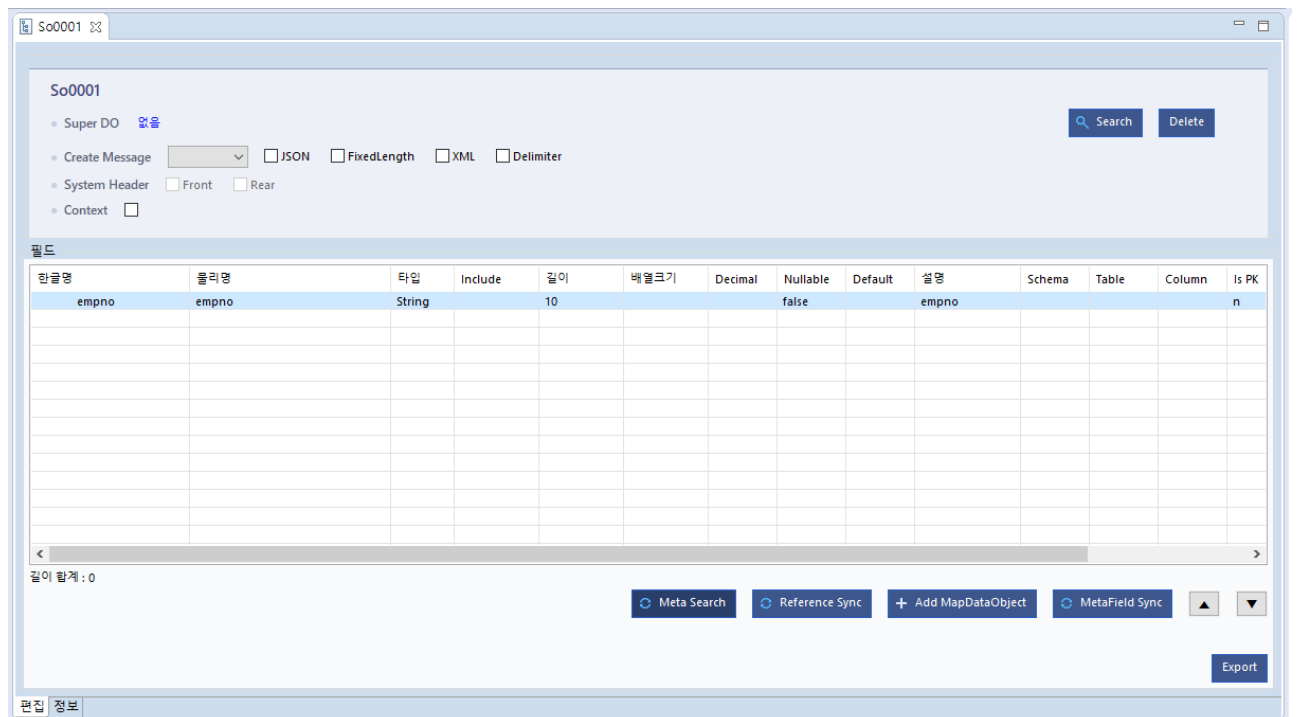 So0001
So0001
Super DO 없음 Search Delete
Create Message JSON FixedLength XML Delimiter
System Header Front Rear
Context
필드
한글명 물리명 타입 Include 길이 배열크기 Decimal Nullable Default 설명 Schema Table Column Is PK
empno empno String 10 false empno n
길이 합계 : 0
Meta Search Reference Sync + Add MapDataObject MetaField Sync ▲ ▼
Export
편집 정보